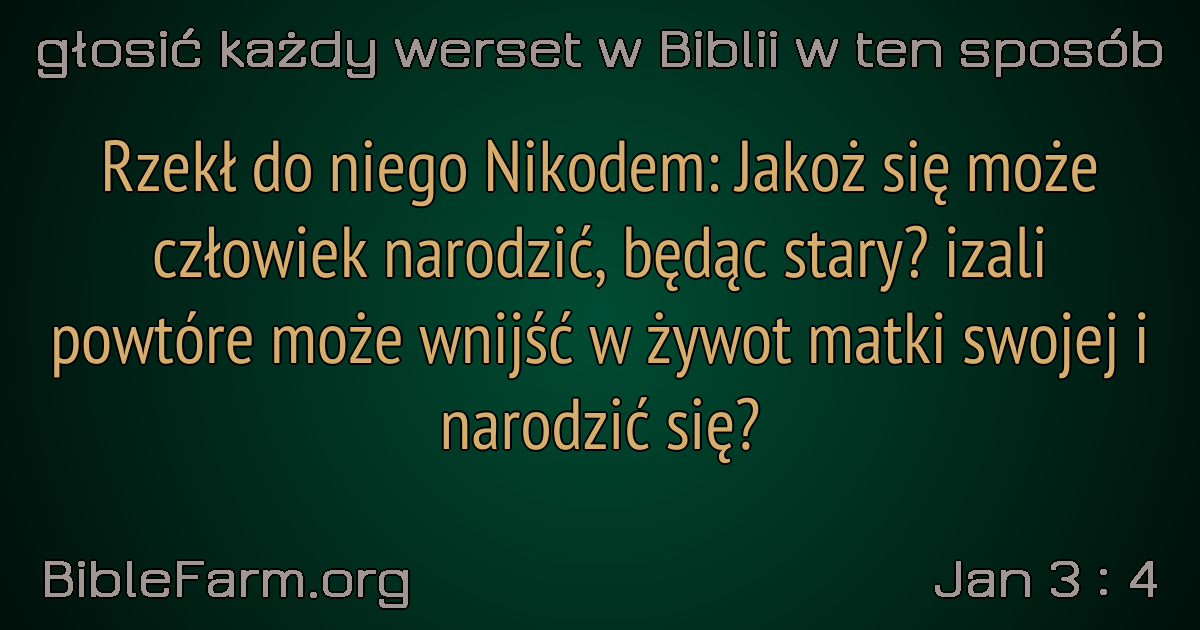 głosić każdy werset w Biblii w ten sposób
Rzekł do niego Nikodem: Jakoż się może
człowiek narodzić, będąc stary? izali
powtóre może wnijść w żywot matki swojej i
narodzić się?
BibleFarm.org
Jan 3 : 4